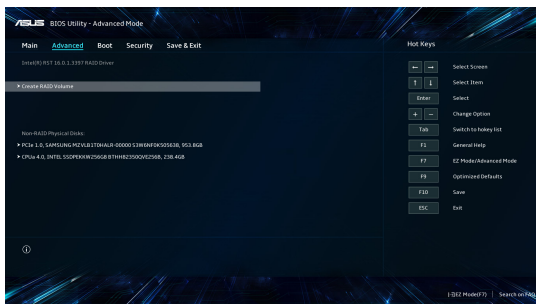 ASUS BIOS Utility - Advanced Mode
Main Advanced Boot Security Save & Exit
Hot Keys
Intel(R) RST 16.0.1.3397 RAID Driver
Create RAID Volume
Non-RAID Physical Disks:
PCIe 1.0, SAMSUNG MZVLB1T0HALR-00000 S3W6NF0K505638, 953.8GB
CPUa 4.0, INTEL SSDPEKKW256GB BTHH82350QVE256B, 238.4GB
← → Select Screen
↑ ↓ Select Item
Enter Select
+ − Change Option
Tab Switch to hokey list
F1 General Help
F7 EZ Mode/Advanced Mode
F9 Optimized Defaults
F10 Save
ESC Exit
EZ Mode(F7) | Search on FAQ